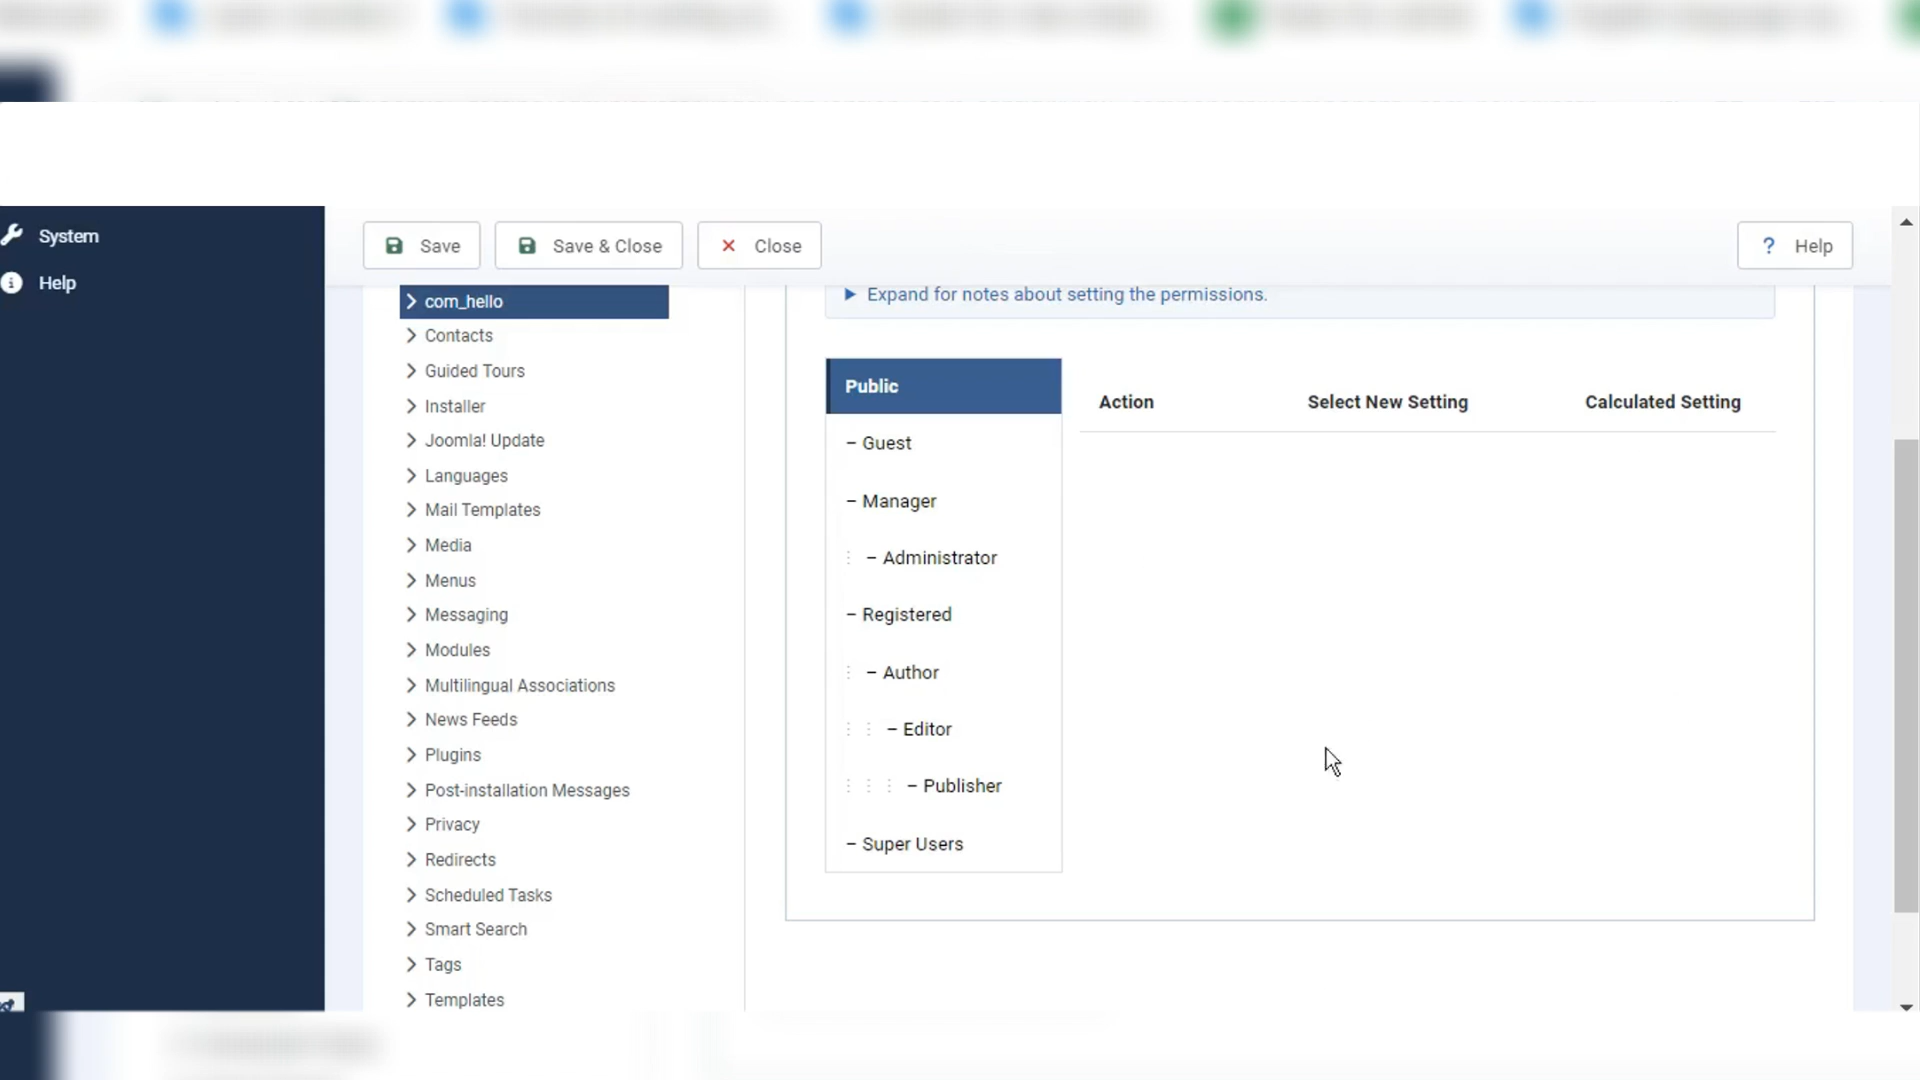 System
Help
Save
Save & Close
Close
? Help
com_hello
Contacts
Guided Tours
Installer
Joomla! Update
Languages
Mail Templates
Media
Menus
Messaging
Modules
Multilingual Associations
News Feeds
Plugins
Post-installation Messages
Privacy
Redirects
Scheduled Tasks
Smart Search
Tags
Templates
Expand for notes about setting the permissions.
Public
– Guest
– Manager
– Administrator
– Registered
– Author
– Editor
– Publisher
– Super Users
Action Select New Setting Calculated Setting